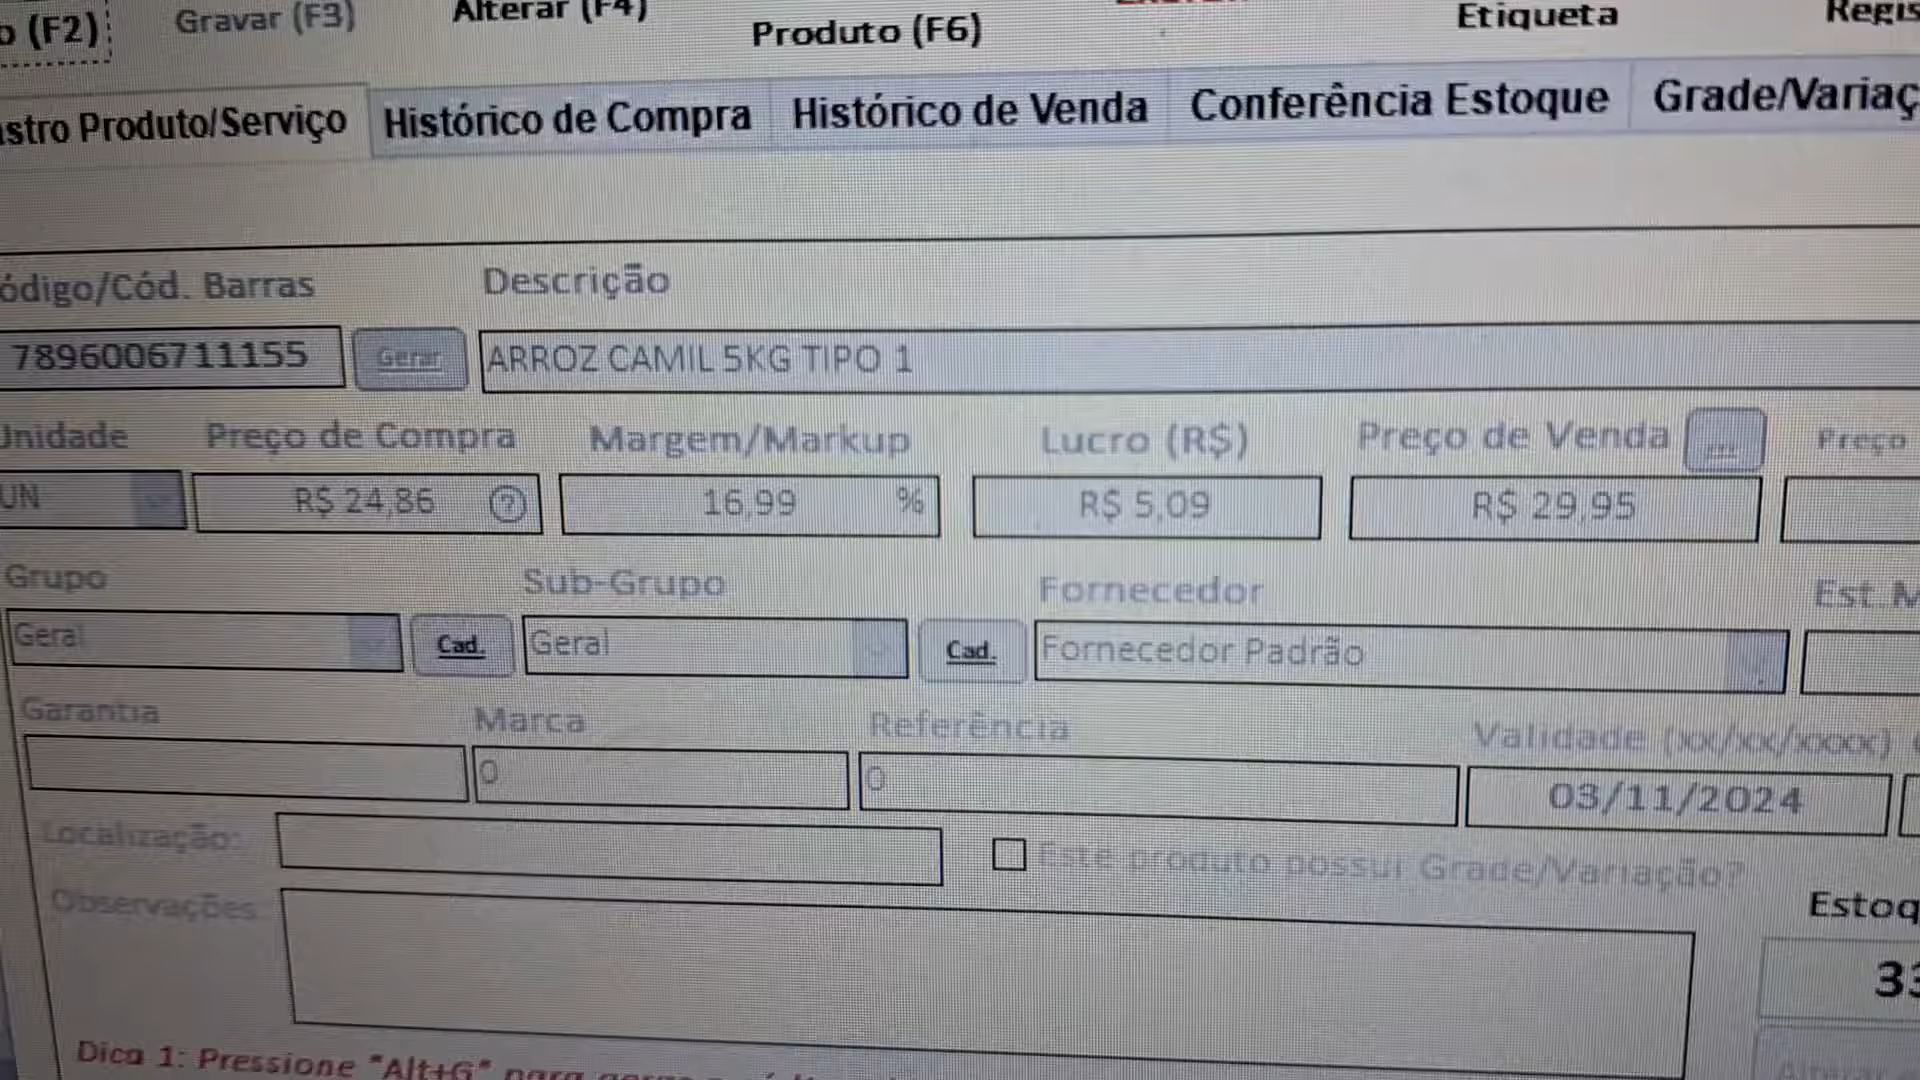 (F2)
Gravar (F3)
Alterar (F4)
Produto (F6)
Etiqueta
Regis
stro Produto/Serviço
Histórico de Compra
Histórico de Venda
Conferência Estoque
Grade/Variaç
ódigo/Cód. Barras
Descrição
7896006711155
Gerar
ARROZ CAMIL 5KG TIPO 1
Unidade
Preço de Compra
Margem/Markup
Lucro (R$)
Preço de Venda
...
Preço
UN
R$ 24,86
?
16,99 %
R$ 5,09
R$ 29,95
Grupo
Sub-Grupo
Fornecedor
Est.M
Geral
Cad.
Geral
Cad.
Fornecedor Padrão
Garantia
Marca
Referência
Validade (xx/xx/xxxx)
0
0
03/11/2024
Localização:
Este produto possui Grade/Variação?
Observações
Estoq
33
Dica 1: Pressione "Alt+G" para